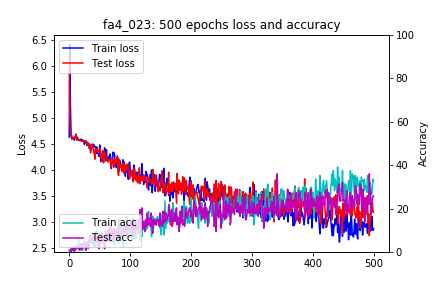 fa4_023: 500 epochs loss and accuracy
6.5
6.0
5.5
5.0
4.5
4.0
3.5
3.0
2.5
Loss
Train loss
Test loss
Train acc
Test acc
100
80
60
40
20
0
Accuracy
0 100 200 300 400 500